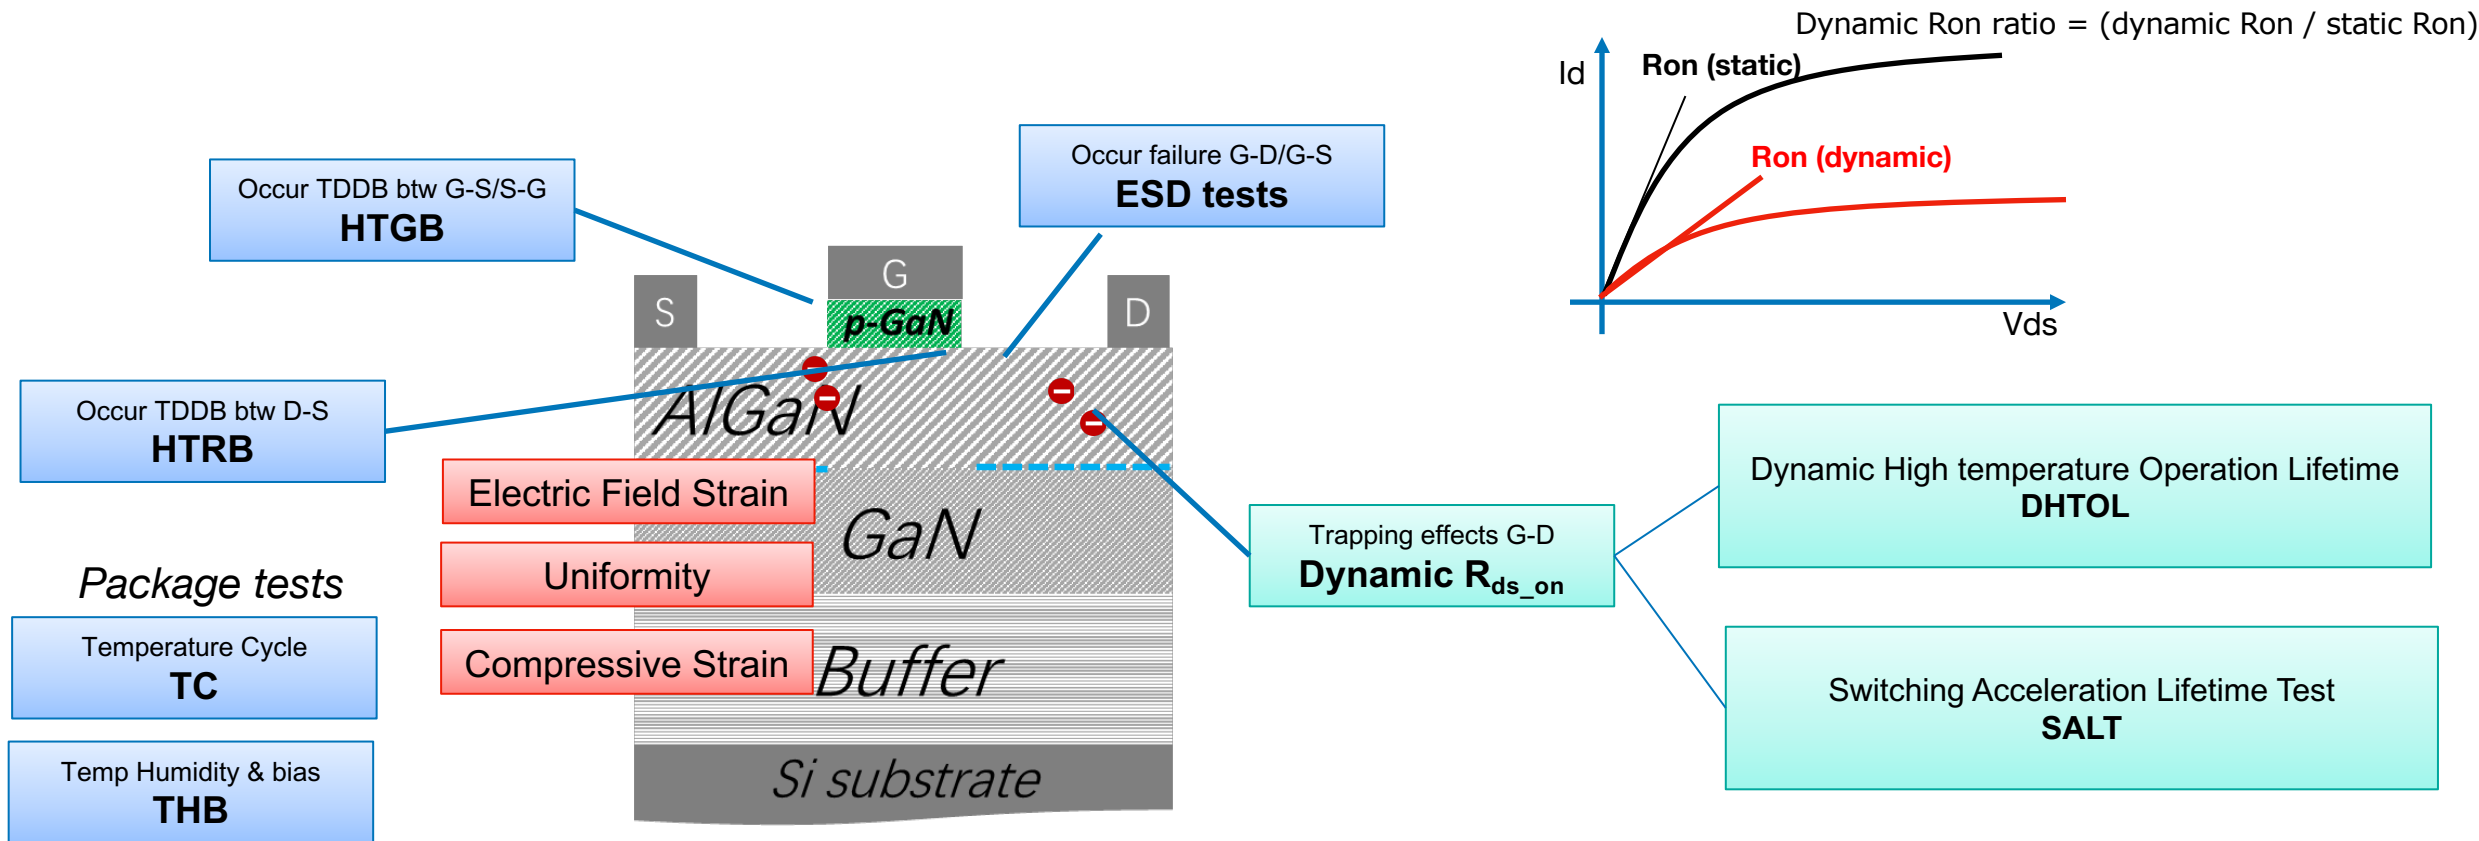 Dynamic Ron ratio = (dynamic Ron / static Ron)
Id
Ron (static)
Ron (dynamic)
Vds
Occur TDDB btw G-S/S-G
HTGB
Occur failure G-D/G-S
ESD tests
G
S
p-GaN
D
Occur TDDB btw D-S
HTRB
AlGaN
Electric Field Strain
GaN
Uniformity
Compressive Strain
Buffer
Si substrate
Package tests
Temperature Cycle
TC
Temp Humidity & bias
THB
Trapping effects G-D
Dynamic Rds_on
Dynamic High temperature Operation Lifetime
DHTOL
Switching Acceleration Lifetime Test
SALT